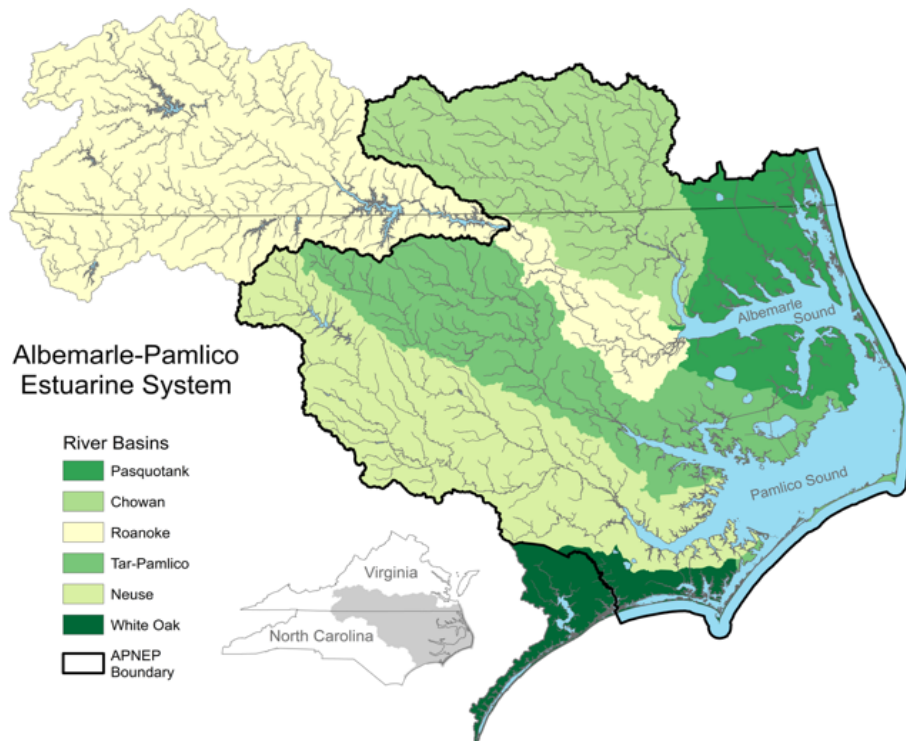 Albemarle-Pamlico
Estuarine System
River Basins
Pasquotank
Chowan
Roanoke
Tar-Pamlico
Neuse
White Oak
APNEP
Boundary
Virginia
North Carolina
Albemarle
Sound
Pamlico Sound